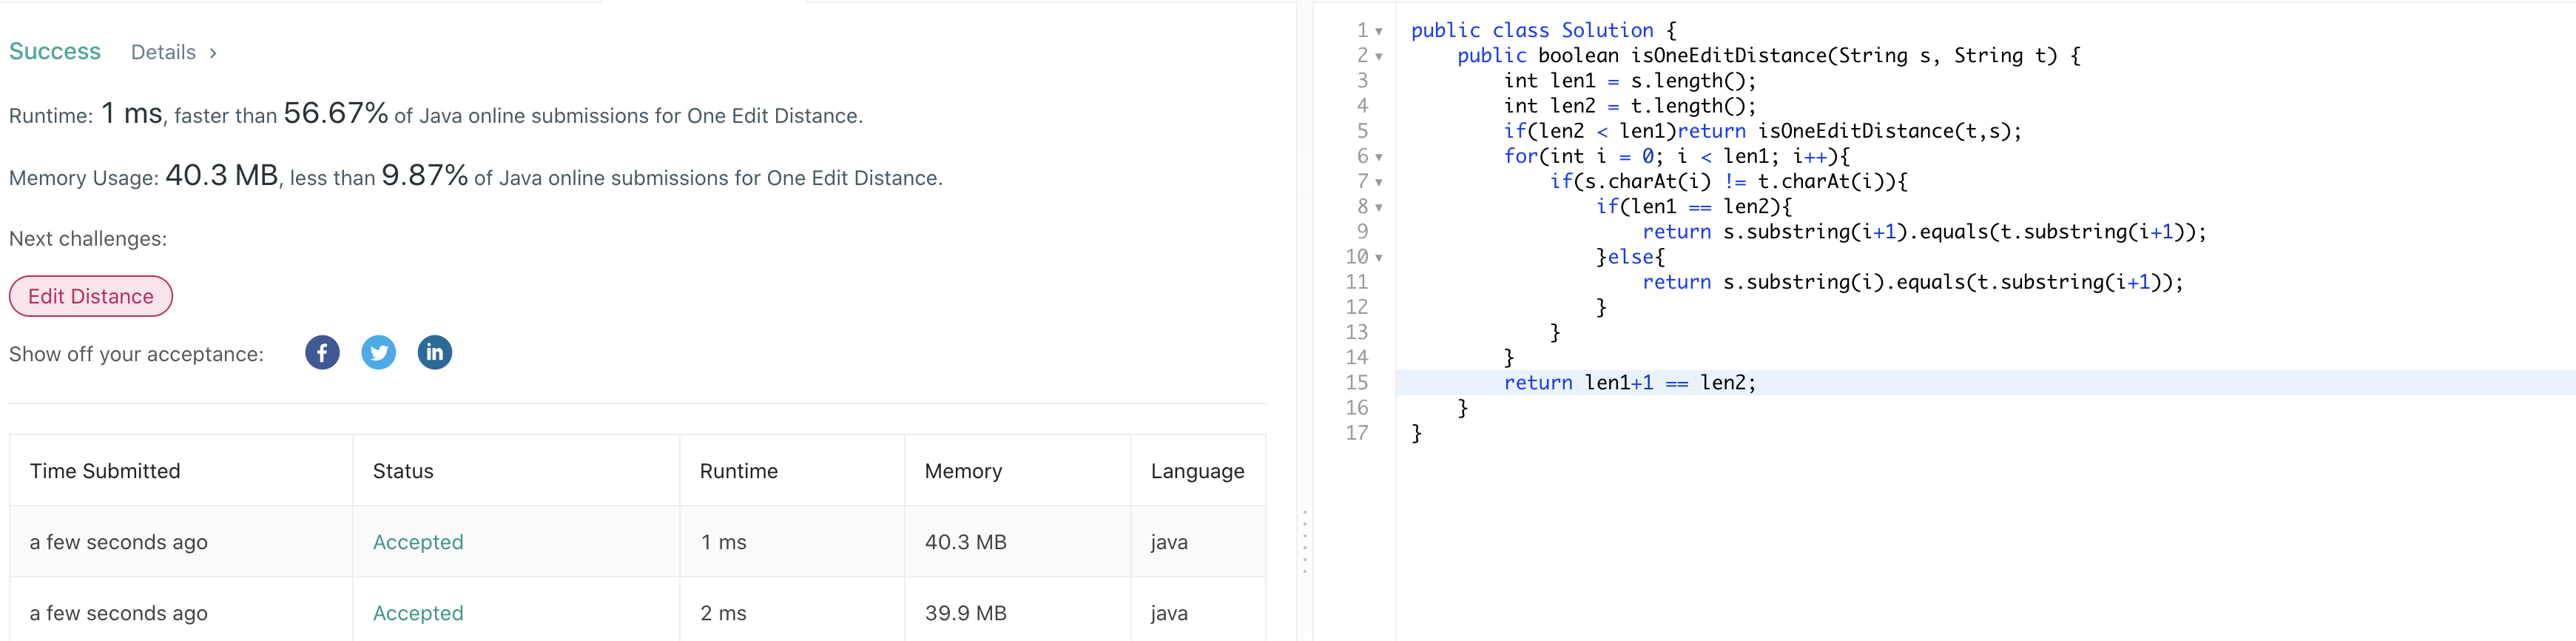 Success Details >
Runtime: 1 ms, faster than 56.67% of Java online submissions for One Edit Distance.
Memory Usage: 40.3 MB, less than 9.87% of Java online submissions for One Edit Distance.
Next challenges:
Edit Distance
Show off your acceptance: f in
Time Submitted Status Runtime Memory Language
a few seconds ago Accepted 1 ms 40.3 MB java
a few seconds ago Accepted 2 ms 39.9 MB java
1 public class Solution {
2     public boolean isOneEditDistance(String s, String t) {
3         int len1 = s.length();
4         int len2 = t.length();
5         if(len2 < len1)return isOneEditDistance(t,s);
6         for(int i = 0; i < len1; i++){
7             if(s.charAt(i) != t.charAt(i)){
8                 if(len1 == len2){
9                     return s.substring(i+1).equals(t.substring(i+1));
10                 }else{
11                     return s.substring(i).equals(t.substring(i+1));
12                 }
13             }
14         }
15         return len1+1 == len2;
16     }
17 }